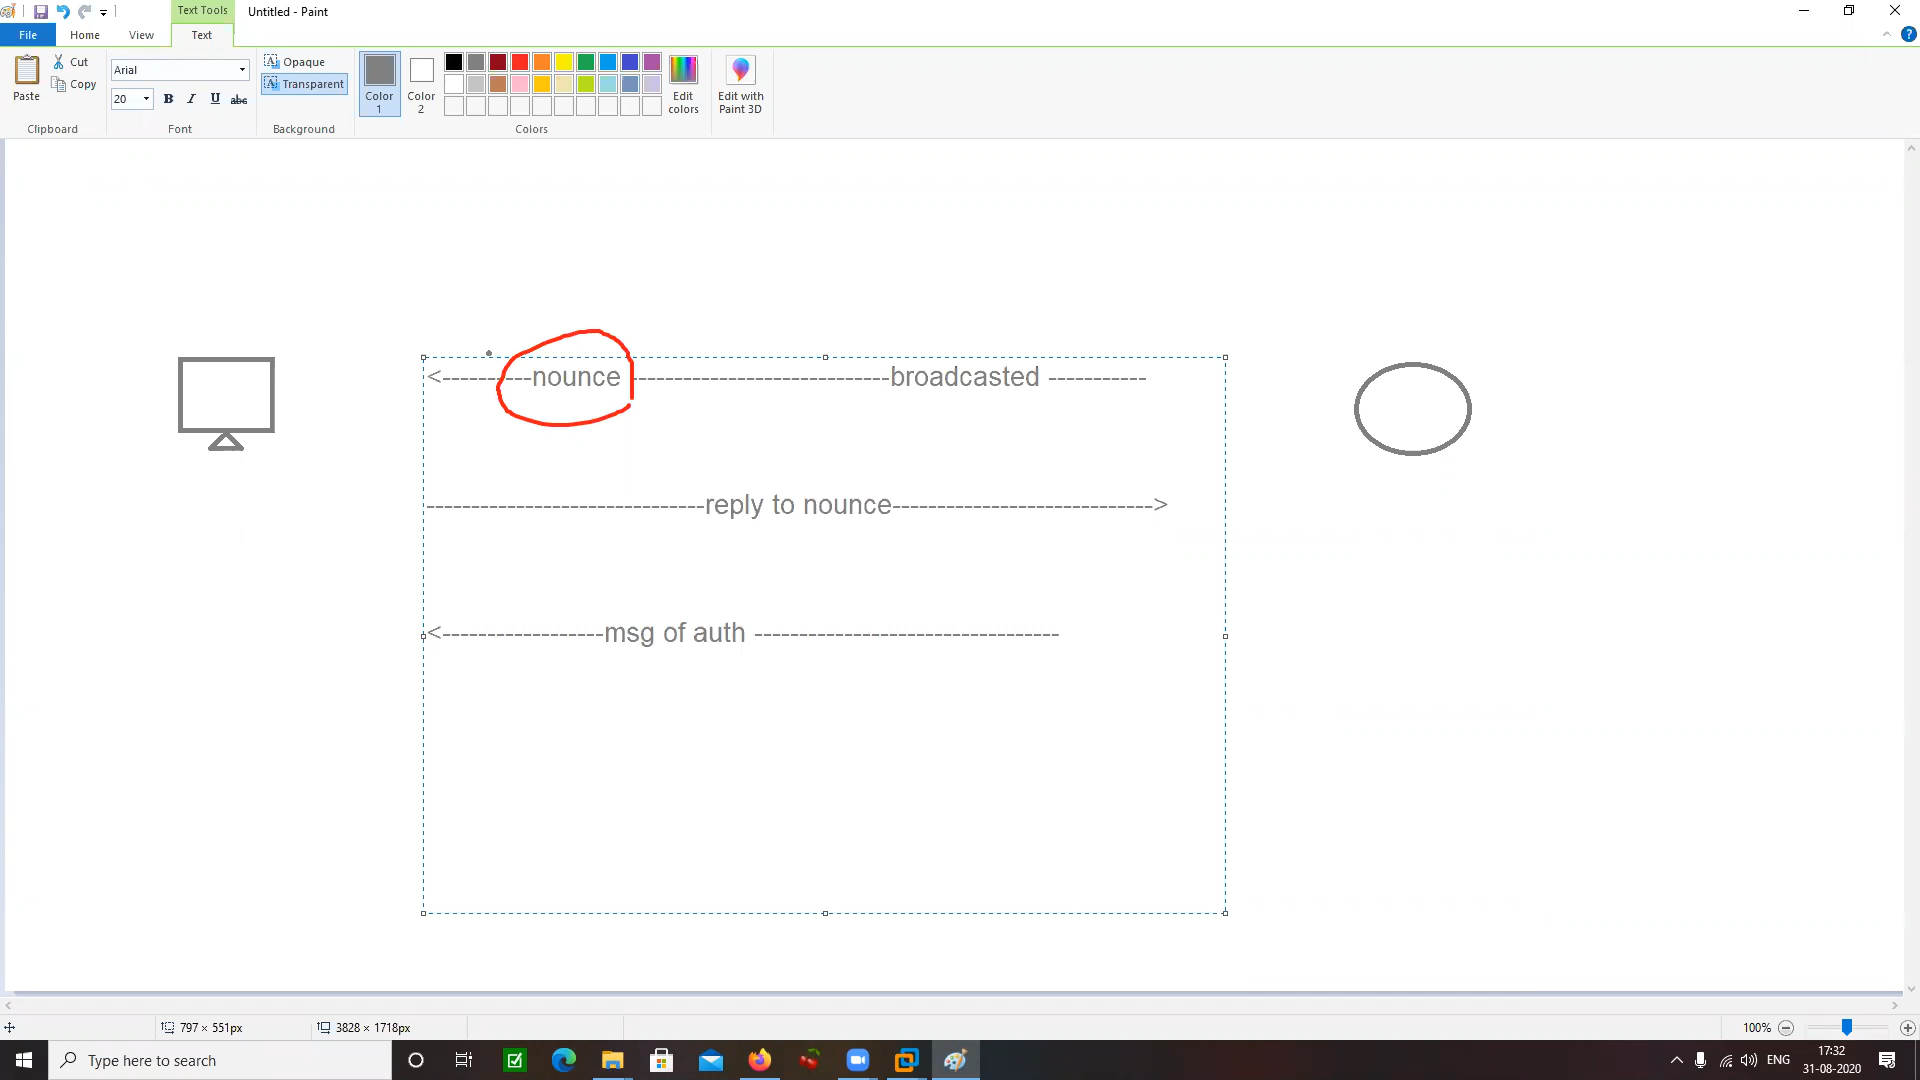 Text Tools
Untitled - Paint
File
Home
View
Text
Paste
Cut
Copy
Clipboard
Arial
20
B I U abc
Font
Opaque
Transparent
Background
Color 1
Color 2
Edit colors
Colors
Edit with Paint 3D
<----------nounce -----------------------------broadcasted -----------
-------------------------------reply to nounce----------------------------->
<------------------msg of auth ----------------------------------
797 × 551px
3828 × 1718px
100%
Type here to search
ENG
17:32
31-08-2020